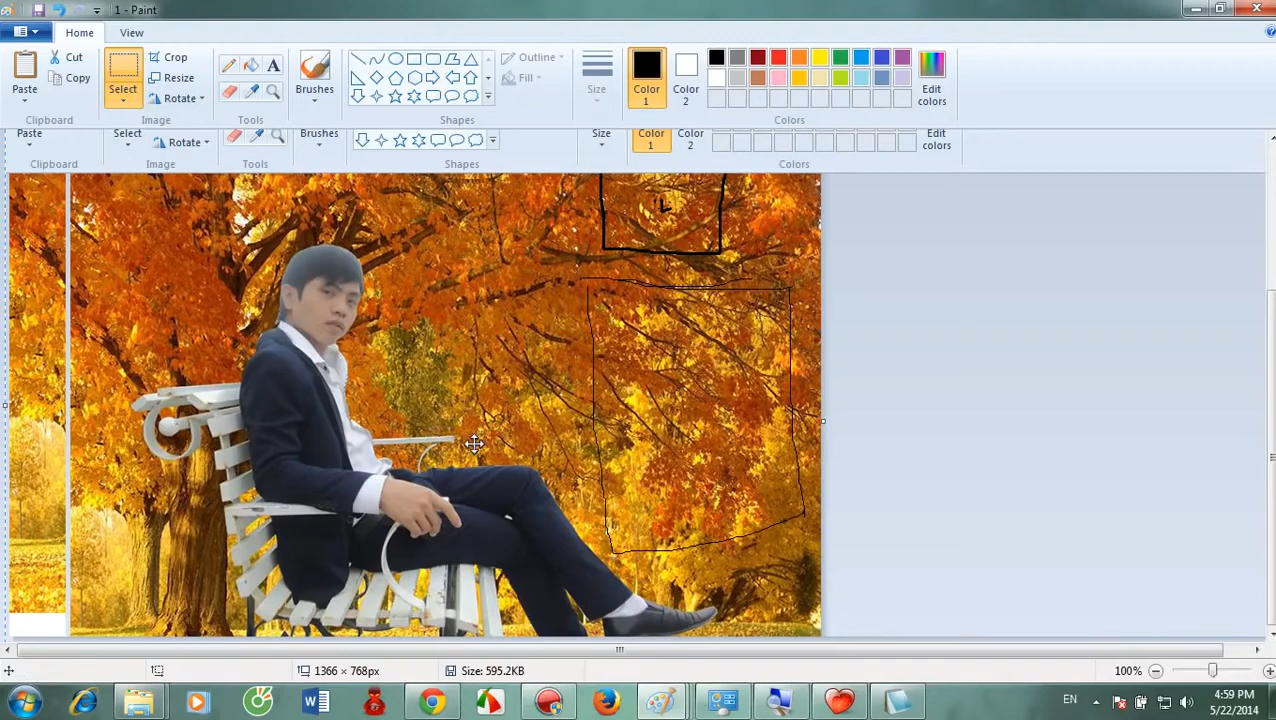 1 - Paint
Home View
Paste Cut Copy
Select Crop Resize Rotate
Brushes
Outline Fill
Size
Color 1
Color 2
Edit colors
Clipboard Image Tools Shapes Colors
Paste Select Rotate Brushes Size 1 2 Edit colors
Clipboard Image Tools Shapes Colors
L
1366 × 768px Size: 595.2KB 100%
EN 4:59 PM
5/22/2014